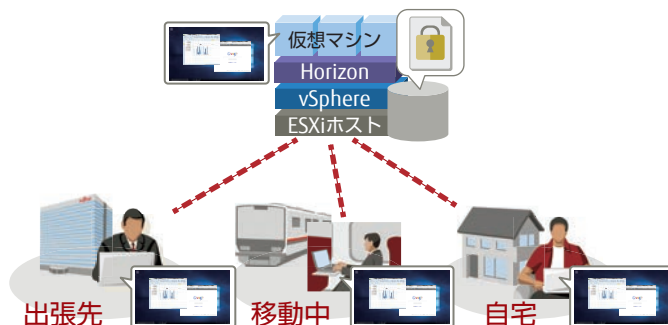 仮想マシン
Horizon
vSphere
ESXiホスト
出張先
移動中
自宅